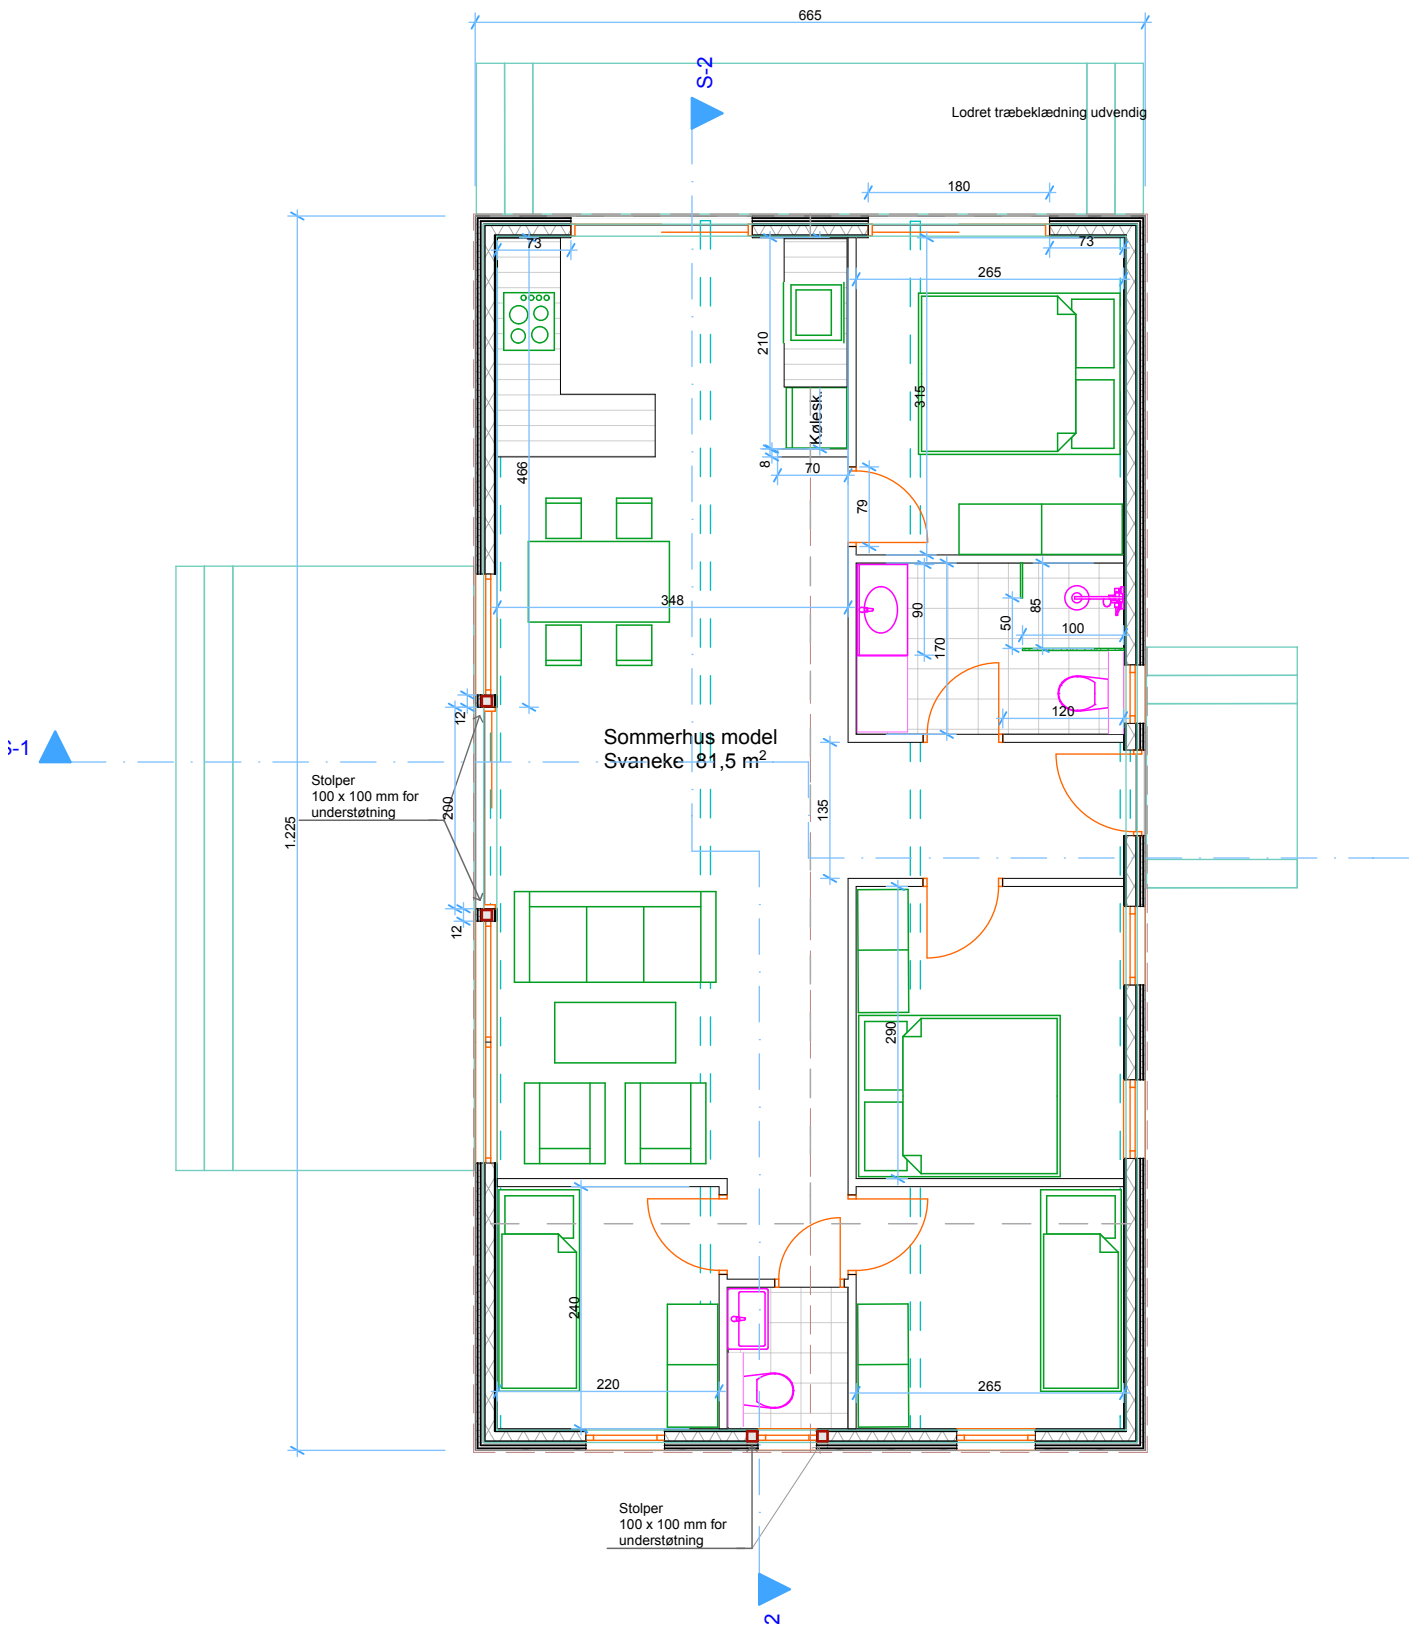 665
S-2
Lodret træbeklædning udvendig
180
73
73
265
210
315
Kølesk.
466
8
70
79
348
90
85
50
100
170
120
12
Sommerhus model
Svaneke 81,5 m²
S-1
Stolper
100 x 100 mm for
understøtning
200
135
1.225
12
290
240
220
265
Stolper
100 x 100 mm for
understøtning
2